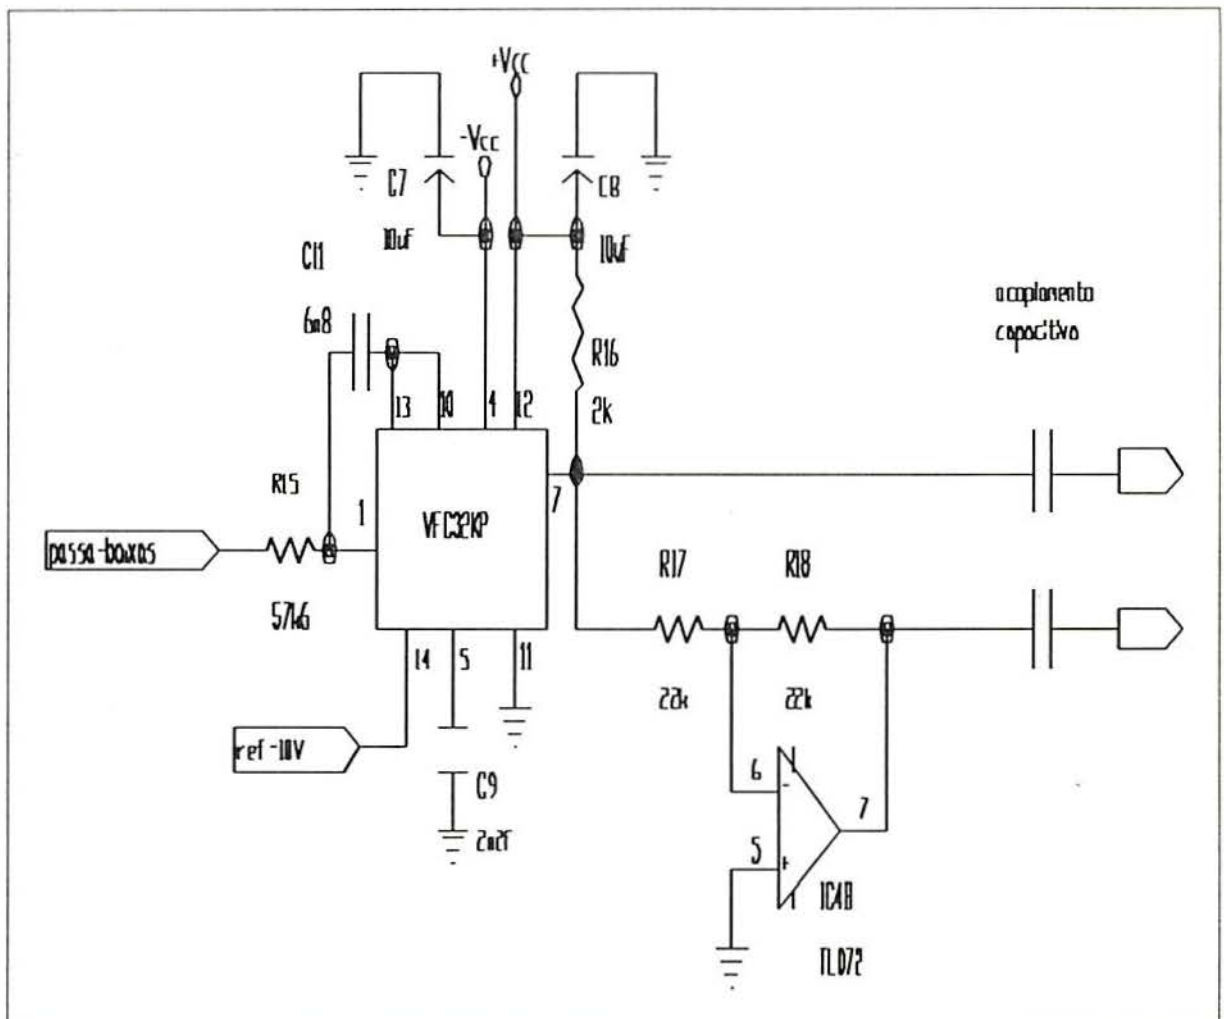 +Vcc
-Vcc
C7
10uF
C8
10uF
C11
6n8
R16
2k
acoplamento
capacitivo
13
10
4
12
R15
57k6
1
VFC32KP
7
passa-baixas
R17
22k
R18
22k
14
5
11
ref-10V
C9
2n2F
6
-
5
+
7
IC4B
TL072